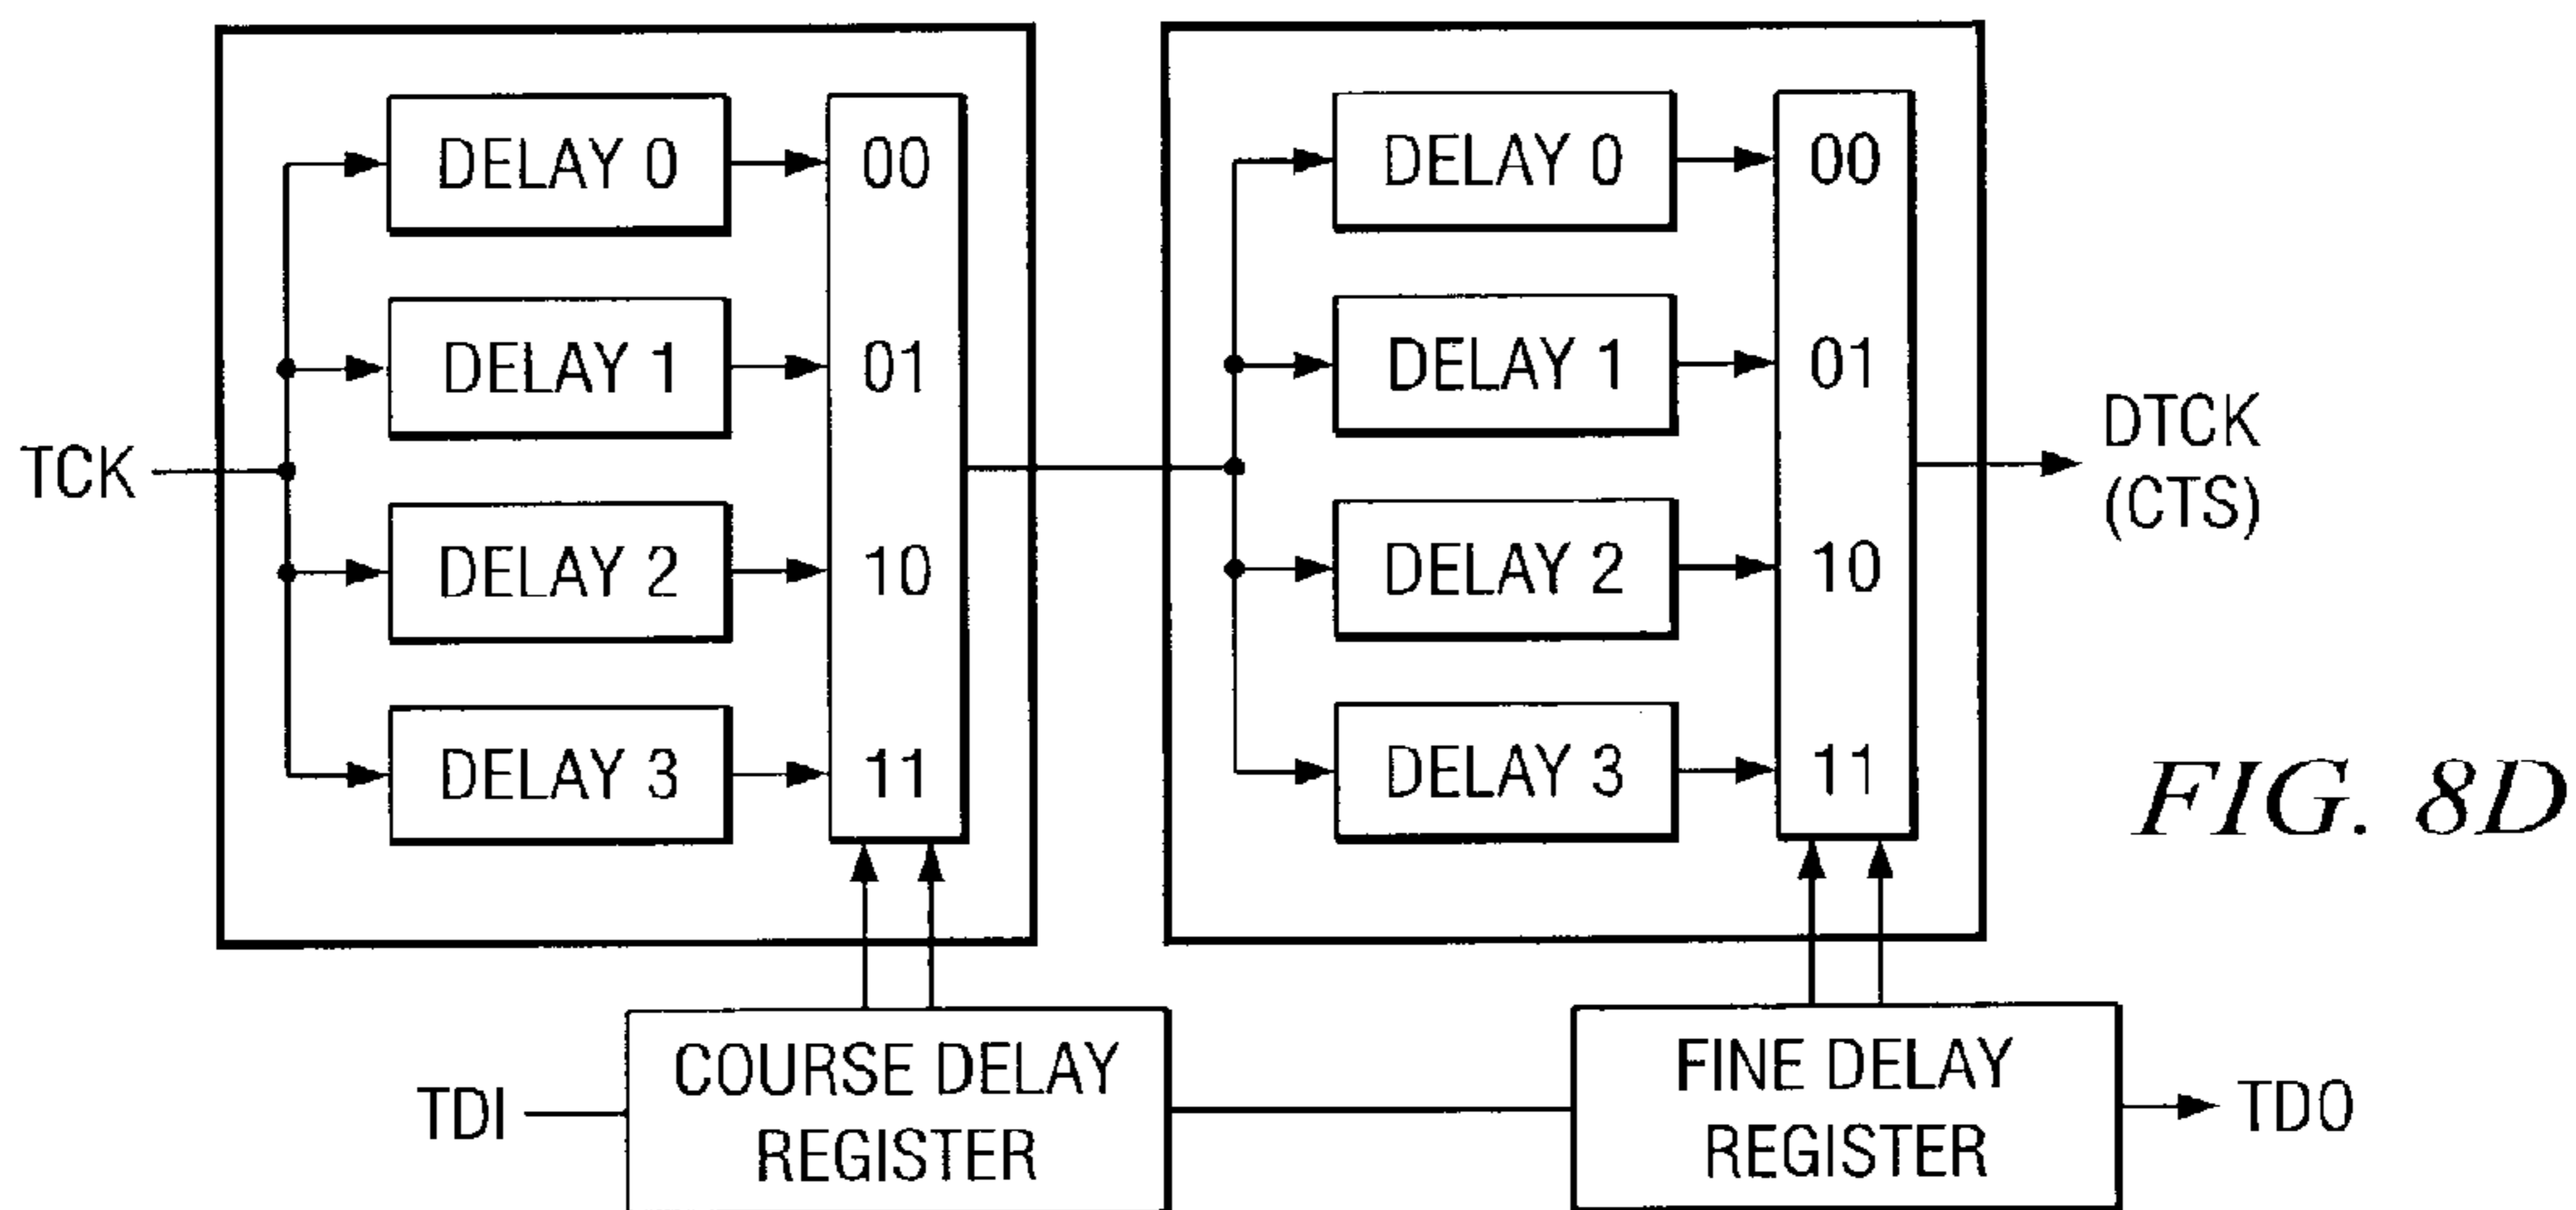 DELAY 0
00
DELAY 1
01
TCK
DELAY 2
10
DELAY 3
11
DELAY 0
00
DELAY 1
01
DTCK
(CTS)
DELAY 2
10
DELAY 3
11
TDI
COURSE DELAY
REGISTER
FINE DELAY
REGISTER
TDO
FIG. 8D